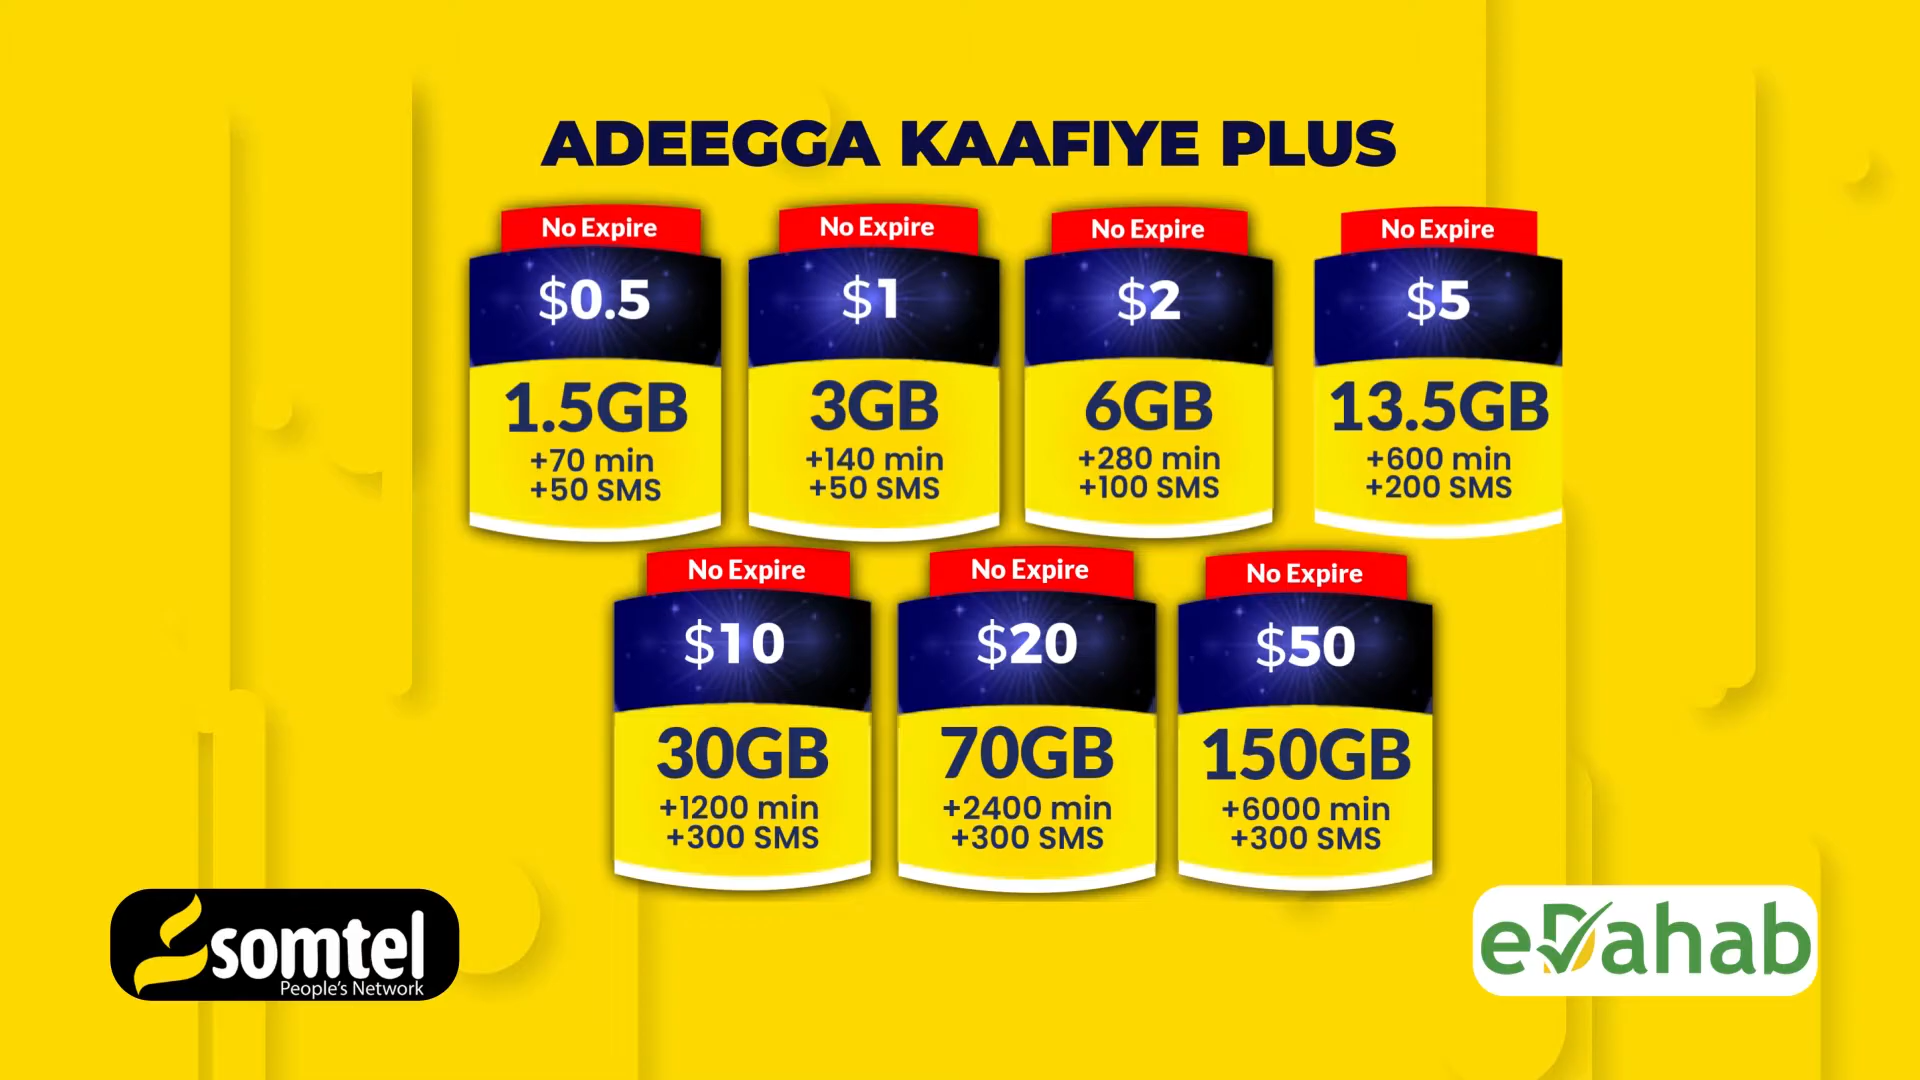 ADEEGGA KAAFIYE PLUS
No Expire
$0.5
1.5GB
+70 min
+50 SMS
No Expire
$1
3GB
+140 min
+50 SMS
No Expire
$2
6GB
+280 min
+100 SMS
No Expire
$5
13.5GB
+600 min
+200 SMS
No Expire
$10
30GB
+1200 min
+300 SMS
No Expire
$20
70GB
+2400 min
+300 SMS
No Expire
$50
150GB
+6000 min
+300 SMS
somtel
People's Network
eDahab